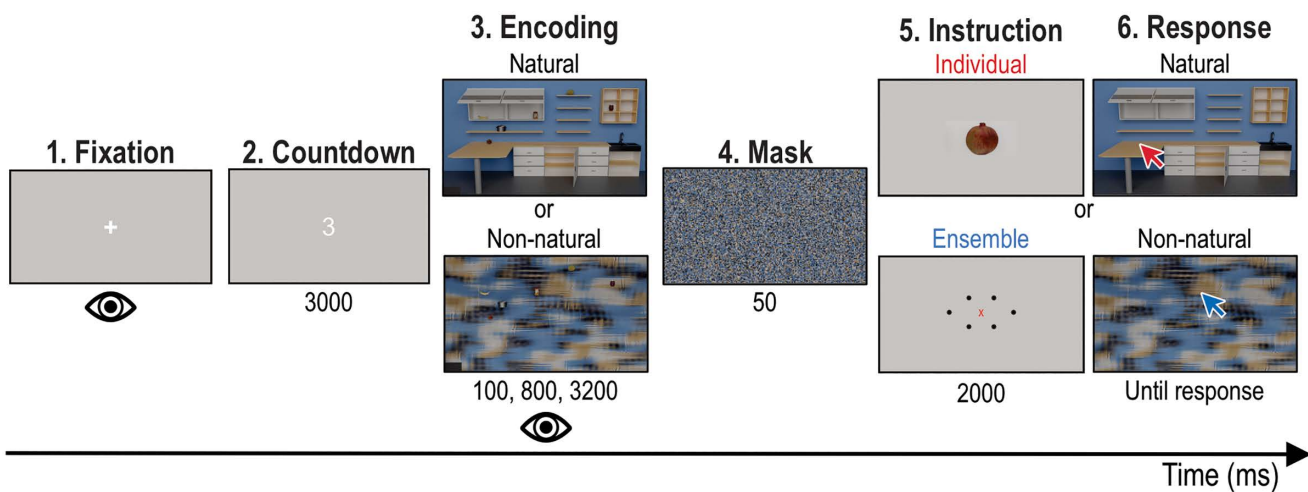 1. Fixation
+
2. Countdown
3
3000
3. Encoding
Natural
or
Non-natural
100, 800, 3200
4. Mask
50
5. Instruction
Individual
Ensemble
x
2000
6. Response
Natural
or
Non-natural
Until response
Time (ms)